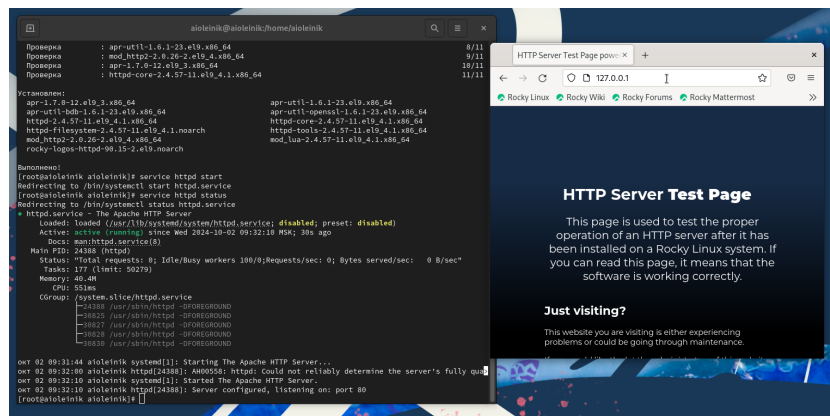 aioleinik@aioleinik:/home/aioleinik
Проверка : apr-util-1.6.1-23.el9.x86_64 8/11
Проверка : mod_http2-2.0.26-2.el9_4.x86_64 9/11
Проверка : apr-1.7.0-12.el9_3.x86_64 10/11
Проверка : httpd-core-2.4.57-11.el9_4.1.x86_64 11/11
Установлен:
apr-1.7.0-12.el9_3.x86_64 apr-util-1.6.1-23.el9.x86_64
apr-util-bdb-1.6.1-23.el9.x86_64 apr-util-openssl-1.6.1-23.el9.x86_64
httpd-2.4.57-11.el9_4.1.x86_64 httpd-core-2.4.57-11.el9_4.1.x86_64
httpd-filesystem-2.4.57-11.el9_4.1.noarch httpd-tools-2.4.57-11.el9_4.1.x86_64
mod_http2-2.0.26-2.el9_4.x86_64 mod_lua-2.4.57-11.el9_4.1.x86_64
rocky-logos-httpd-90.15-2.el9.noarch
Выполнено!
[root@aioleinik aioleinik]# service httpd start
Redirecting to /bin/systemctl start httpd.service
[root@aioleinik aioleinik]# service httpd status
Redirecting to /bin/systemctl status httpd.service
● httpd.service - The Apache HTTP Server
Loaded: loaded (/usr/lib/systemd/system/httpd.service; disabled; preset: disabled)
Active: active (running) since Wed 2024-10-02 09:32:10 MSK; 30s ago
Docs: man:httpd.service(8)
Main PID: 24388 (httpd)
Status: "Total requests: 0; Idle/Busy workers 100/0;Requests/sec: 0; Bytes served/sec: 0 B/sec"
Tasks: 177 (limit: 50279)
Memory: 40.4M
CPU: 551ms
CGroup: /system.slice/httpd.service
├─24388 /usr/sbin/httpd -DFOREGROUND
├─30825 /usr/sbin/httpd -DFOREGROUND
├─30827 /usr/sbin/httpd -DFOREGROUND
├─30828 /usr/sbin/httpd -DFOREGROUND
└─30830 /usr/sbin/httpd -DFOREGROUND
окт 02 09:31:44 aioleinik systemd[1]: Starting The Apache HTTP Server...
окт 02 09:32:00 aioleinik httpd[24388]: AH00558: httpd: Could not reliably determine the server's fully qua>
окт 02 09:32:10 aioleinik systemd[1]: Started The Apache HTTP Server.
окт 02 09:32:10 aioleinik httpd[24388]: Server configured, listening on: port 80
[root@aioleinik aioleinik]#
HTTP Server Test Page powe
127.0.0.1
Rocky Linux Rocky Wiki Rocky Forums Rocky Mattermost
HTTP Server Test Page
This page is used to test the proper
operation of an HTTP server after it has
been installed on a Rocky Linux system. If
you can read this page, it means that the
software is working correctly.
Just visiting?
This website you are visiting is either experiencing
problems or could be going through maintenance.